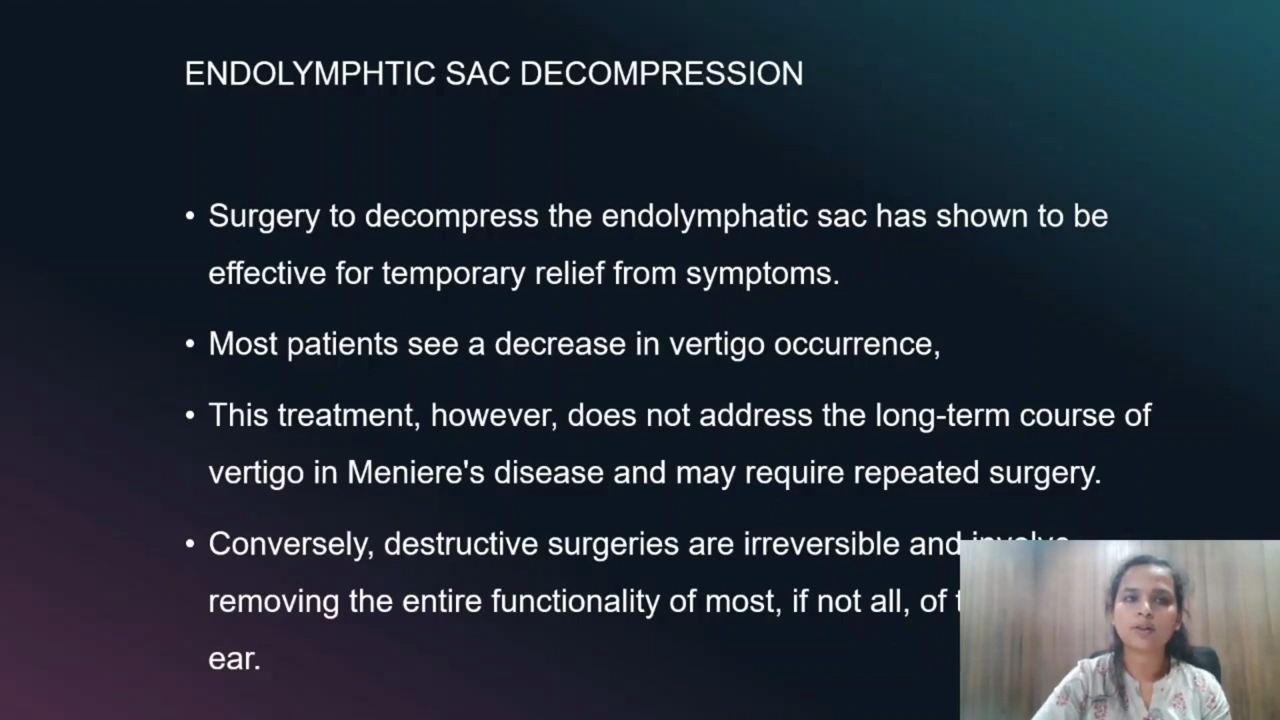 ENDOLYMPHTIC SAC DECOMPRESSION
• Surgery to decompress the endolymphatic sac has shown to be
effective for temporary relief from symptoms.
• Most patients see a decrease in vertigo occurrence,
• This treatment, however, does not address the long-term course of
vertigo in Meniere's disease and may require repeated surgery.
• Conversely, destructive surgeries are irreversible and involve
removing the entire functionality of most, if not all, of
ear.